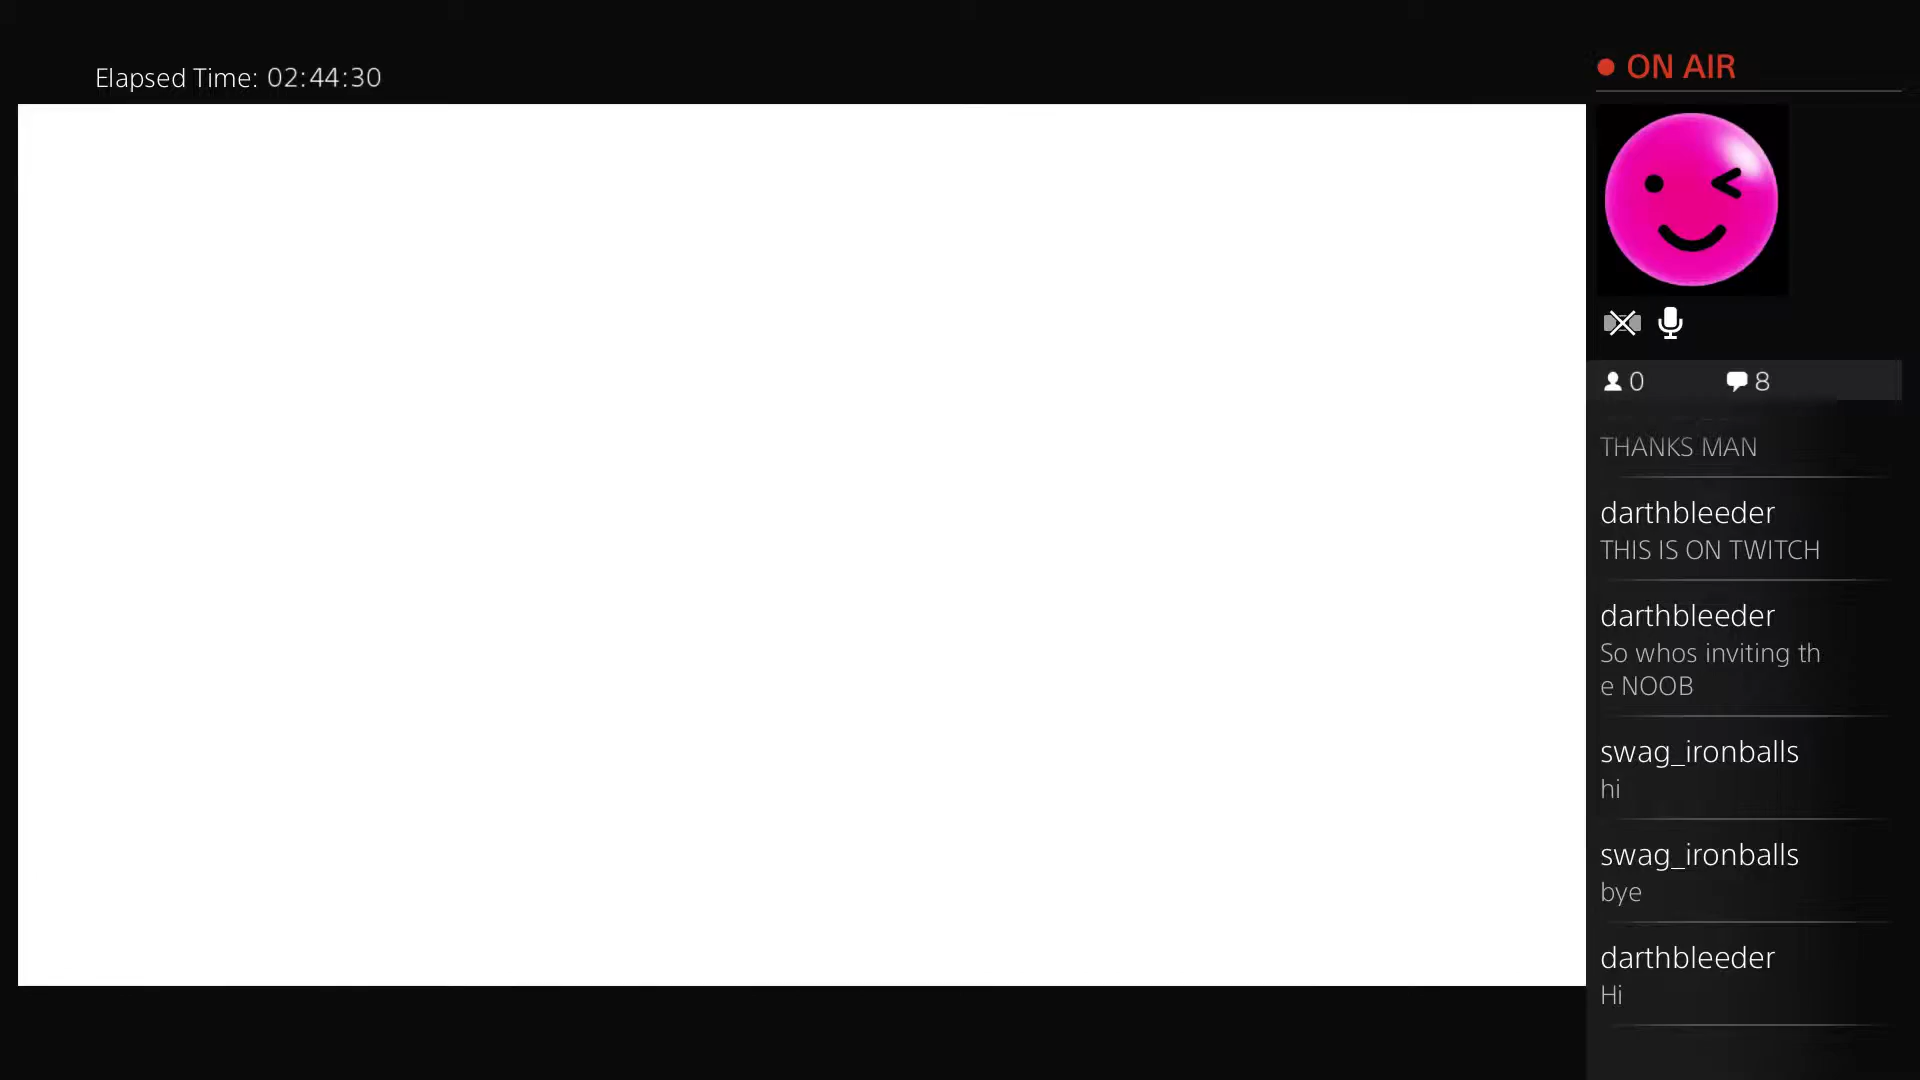 Elapsed Time: 02:44:30
ON AIR
0 8
THANKS MAN
darthbleeder
THIS IS ON TWITCH
darthbleeder
So whos inviting th
e NOOB
swag_ironballs
hi
swag_ironballs
bye
darthbleeder
Hi